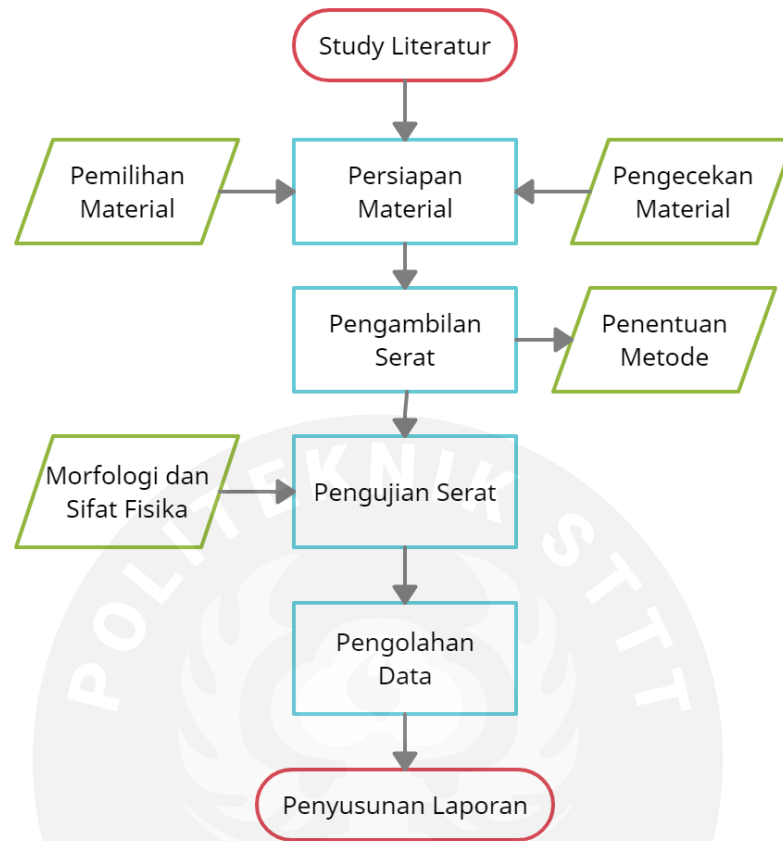 Study Literatur
Pemilihan
Material
Persiapan
Material
Pengecekan
Material
Pengambilan
Serat
Penentuan
Metode
Morfologi dan
Sifat Fisika
Pengujian Serat
Pengolahan
Data
Penyusunan Laporan
POLITEKNIK STTT